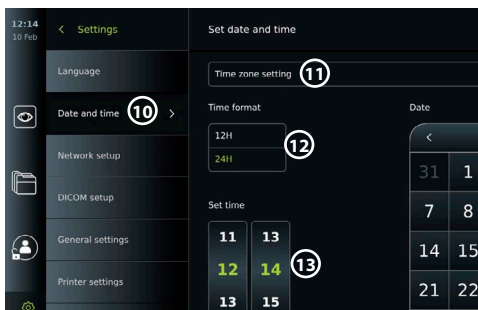 12:14
10 Feb
Settings
Language
Date and time 10
Network setup
DICOM setup
General settings
Printer settings
Set date and time
Time zone setting 11
Time format
12H
24H
12
Set time
11 13
12 14
13 15
13
Date
31 1
7 8
14 15
21 22